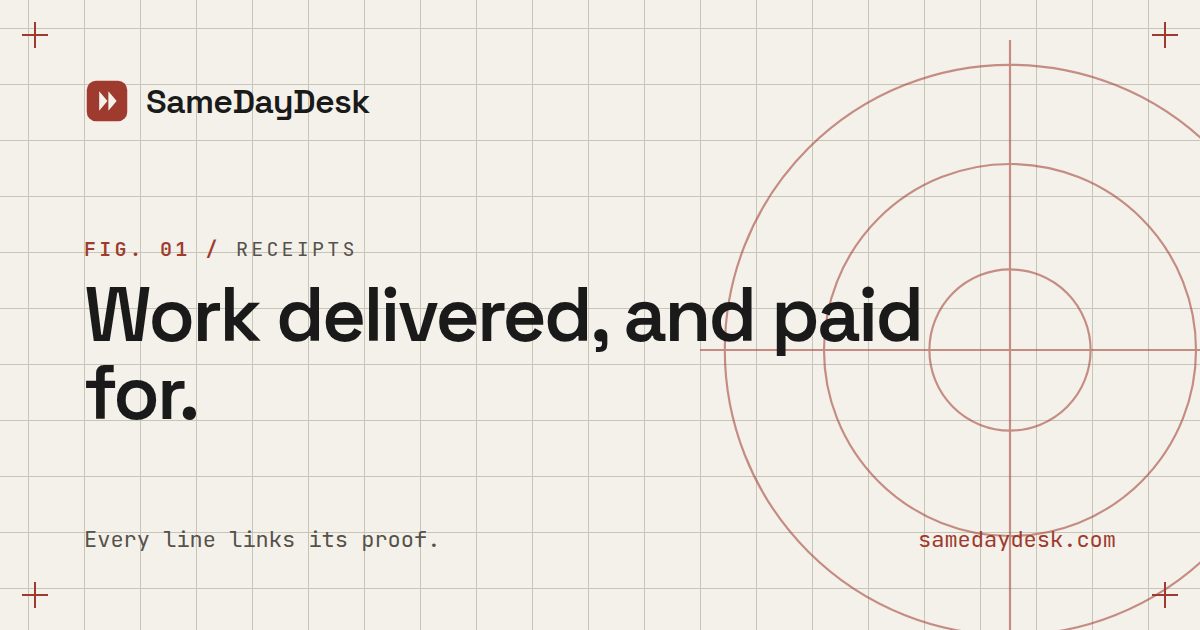 SameDayDesk
FIG. 01 / RECEIPTS
Work delivered, and paid
for.
Every line links its proof.
samedaydesk.com